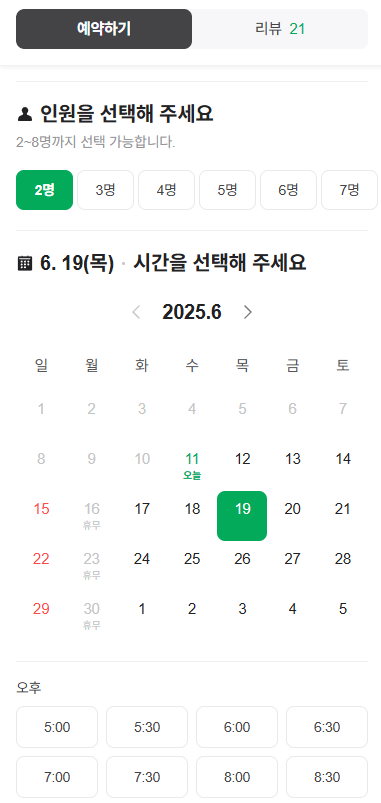 예약하기 리뷰 21
인원을 선택해 주세요
2~8명까지 선택 가능합니다.
2명 3명 4명 5명 6명 7명
6. 19(목) · 시간을 선택해 주세요
2025.6
일 월 화 수 목 금 토
1 2 3 4 5 6 7
8 9 10 11 12 13 14
오늘
15 16 17 18 19 20 21
휴무
22 23 24 25 26 27 28
휴무
29 30 1 2 3 4 5
휴무
오후
5:00 5:30 6:00 6:30
7:00 7:30 8:00 8:30